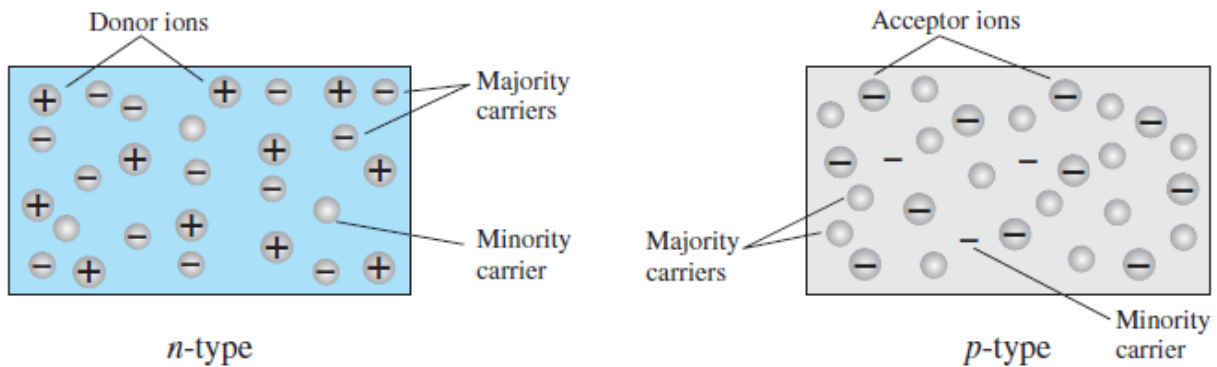 Donor ions
Majority
carriers
Minority
carrier
n-type
Acceptor ions
Majority
carriers
Minority
carrier
p-type